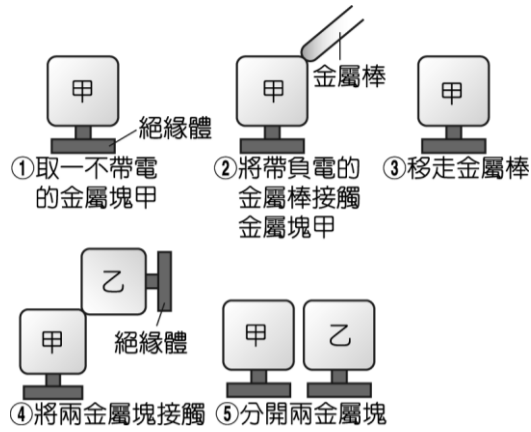 甲
絕緣體
①取一不帶電
的金屬塊甲
甲
金屬棒
②將帶負電的
金屬棒接觸
金屬塊甲
甲
③移走金屬棒
乙
甲
絕緣體
④將兩金屬塊接觸
甲
乙
⑤分開兩金屬塊